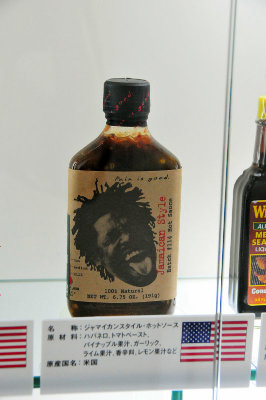 good.
Pain is good.
Jamaican Style
Batch #114 Hot Sauce
100% Natural
NET WT. 6.75 OZ. (191g)
名 称：ジャマイカンスタイル・ホットソース
原 材 料：ハバネロ、トマトペースト、
パイナップル果汁、ガーリック、
ライム果汁、香辛料、レモン果汁など
原産国名：米国